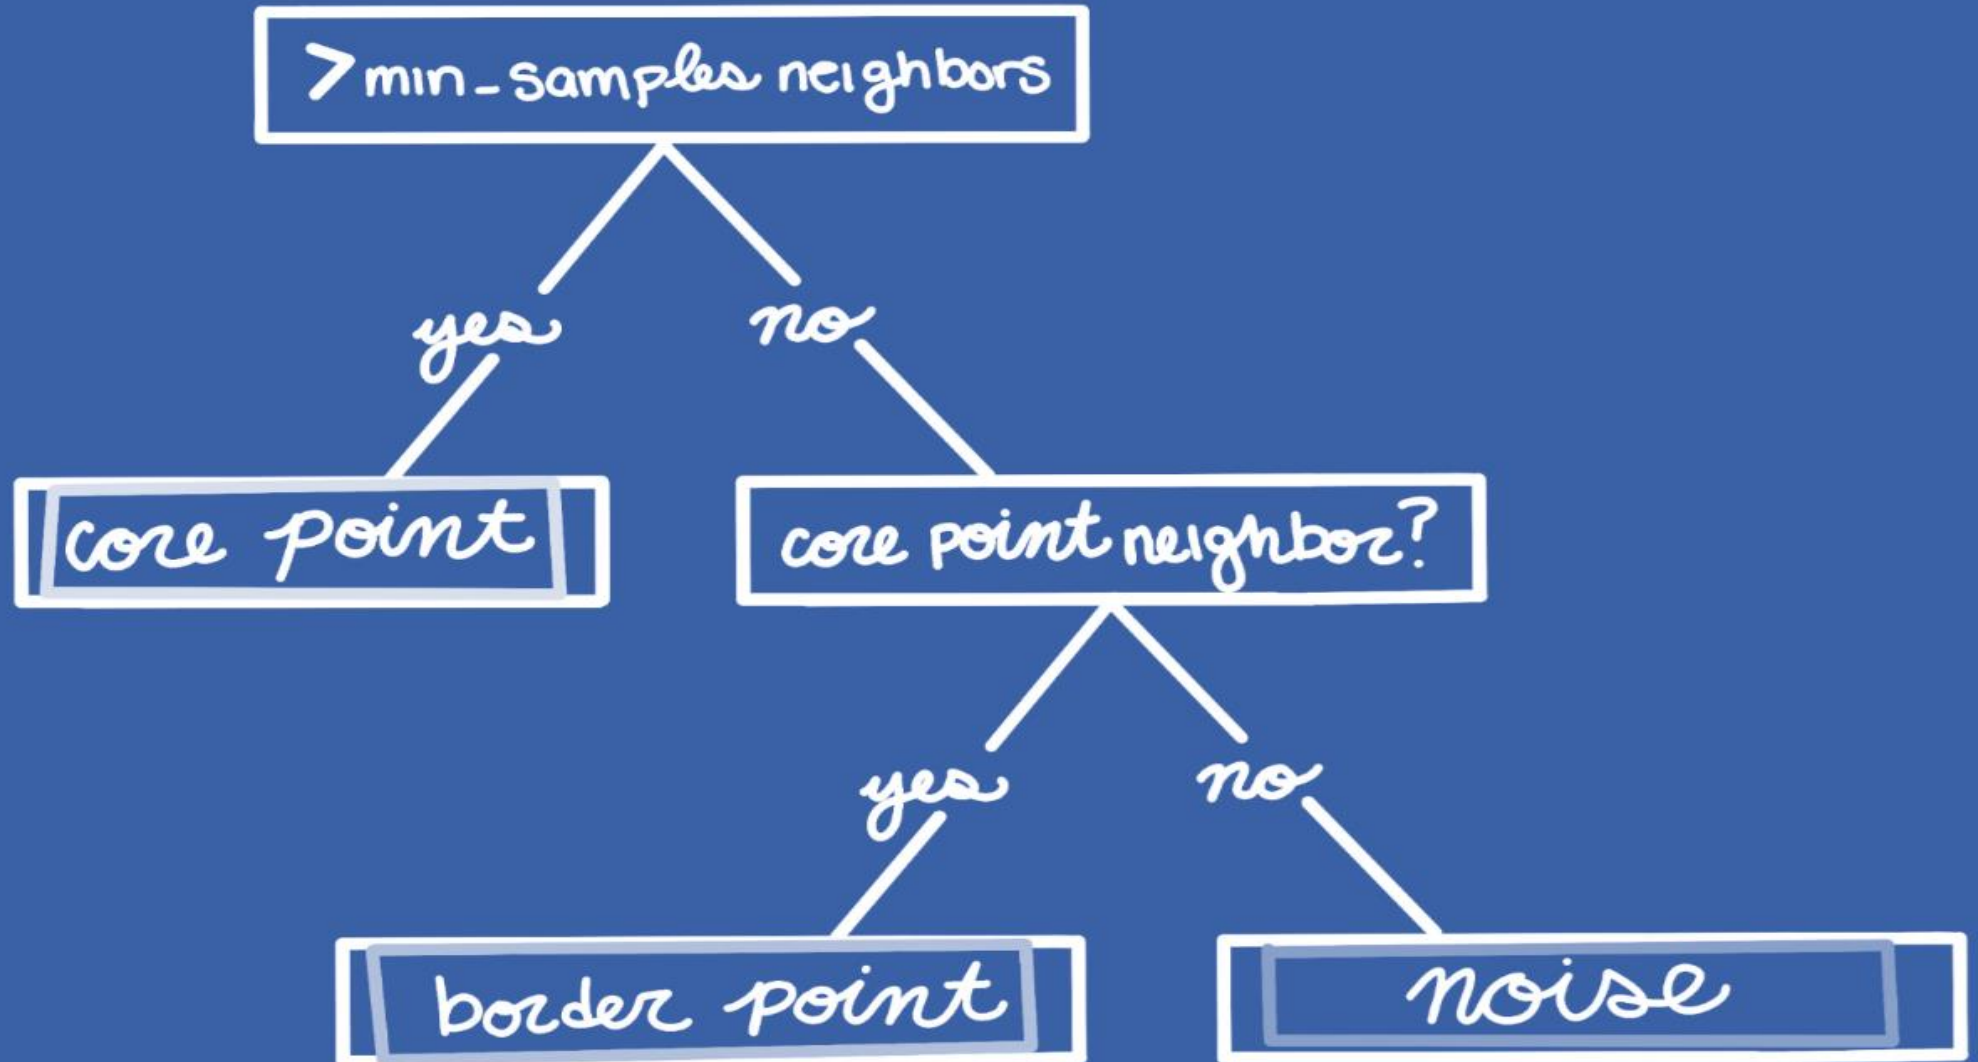 >min_samples neighbors
yes
no
core point
core point neighbor?
yes
no
border point
noise